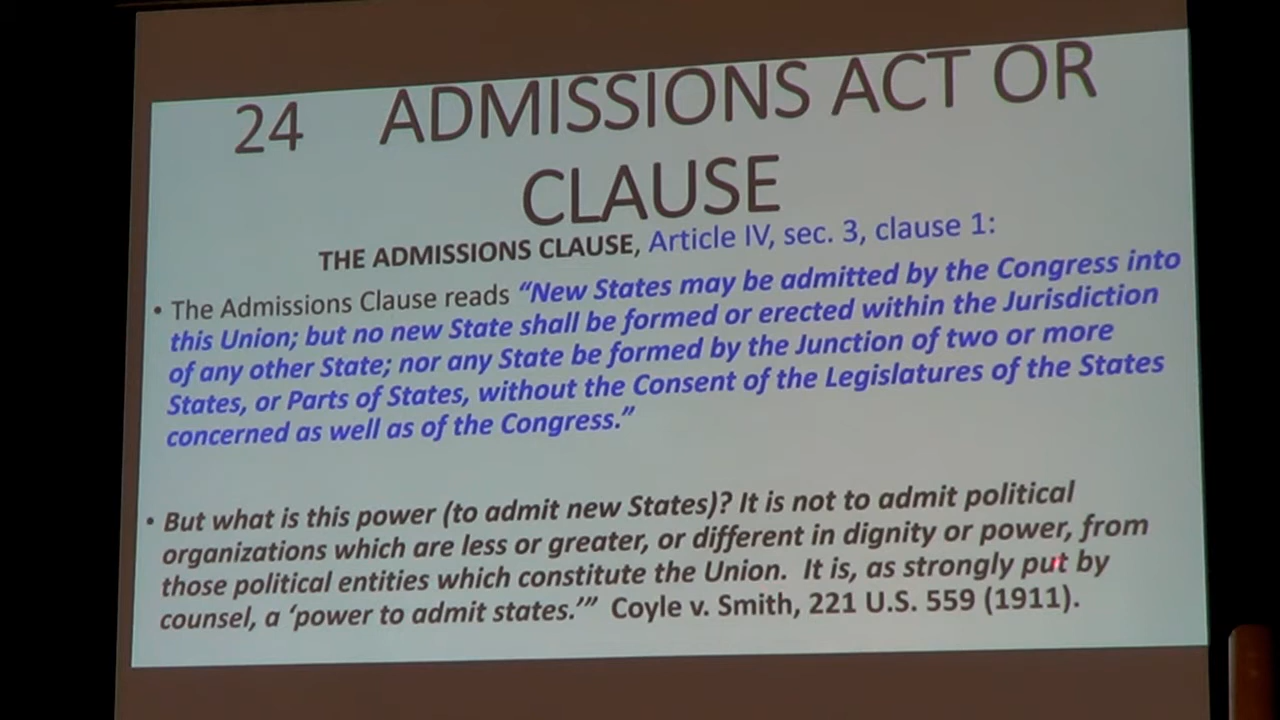 24 ADMISSIONS ACT OR
CLAUSE
THE ADMISSIONS CLAUSE, Article IV, sec. 3, clause 1:
• The Admissions Clause reads “New States may be admitted by the Congress into
this Union; but no new State shall be formed or erected within the Jurisdiction
of any other State; nor any State be formed by the Junction of two or more
States, or Parts of States, without the Consent of the Legislatures of the States
concerned as well as of the Congress.”
• But what is this power (to admit new States)? It is not to admit political
organizations which are less or greater, or different in dignity or power, from
those political entities which constitute the Union. It is, as strongly put by
counsel, a ‘power to admit states.’” Coyle v. Smith, 221 U.S. 559 (1911).